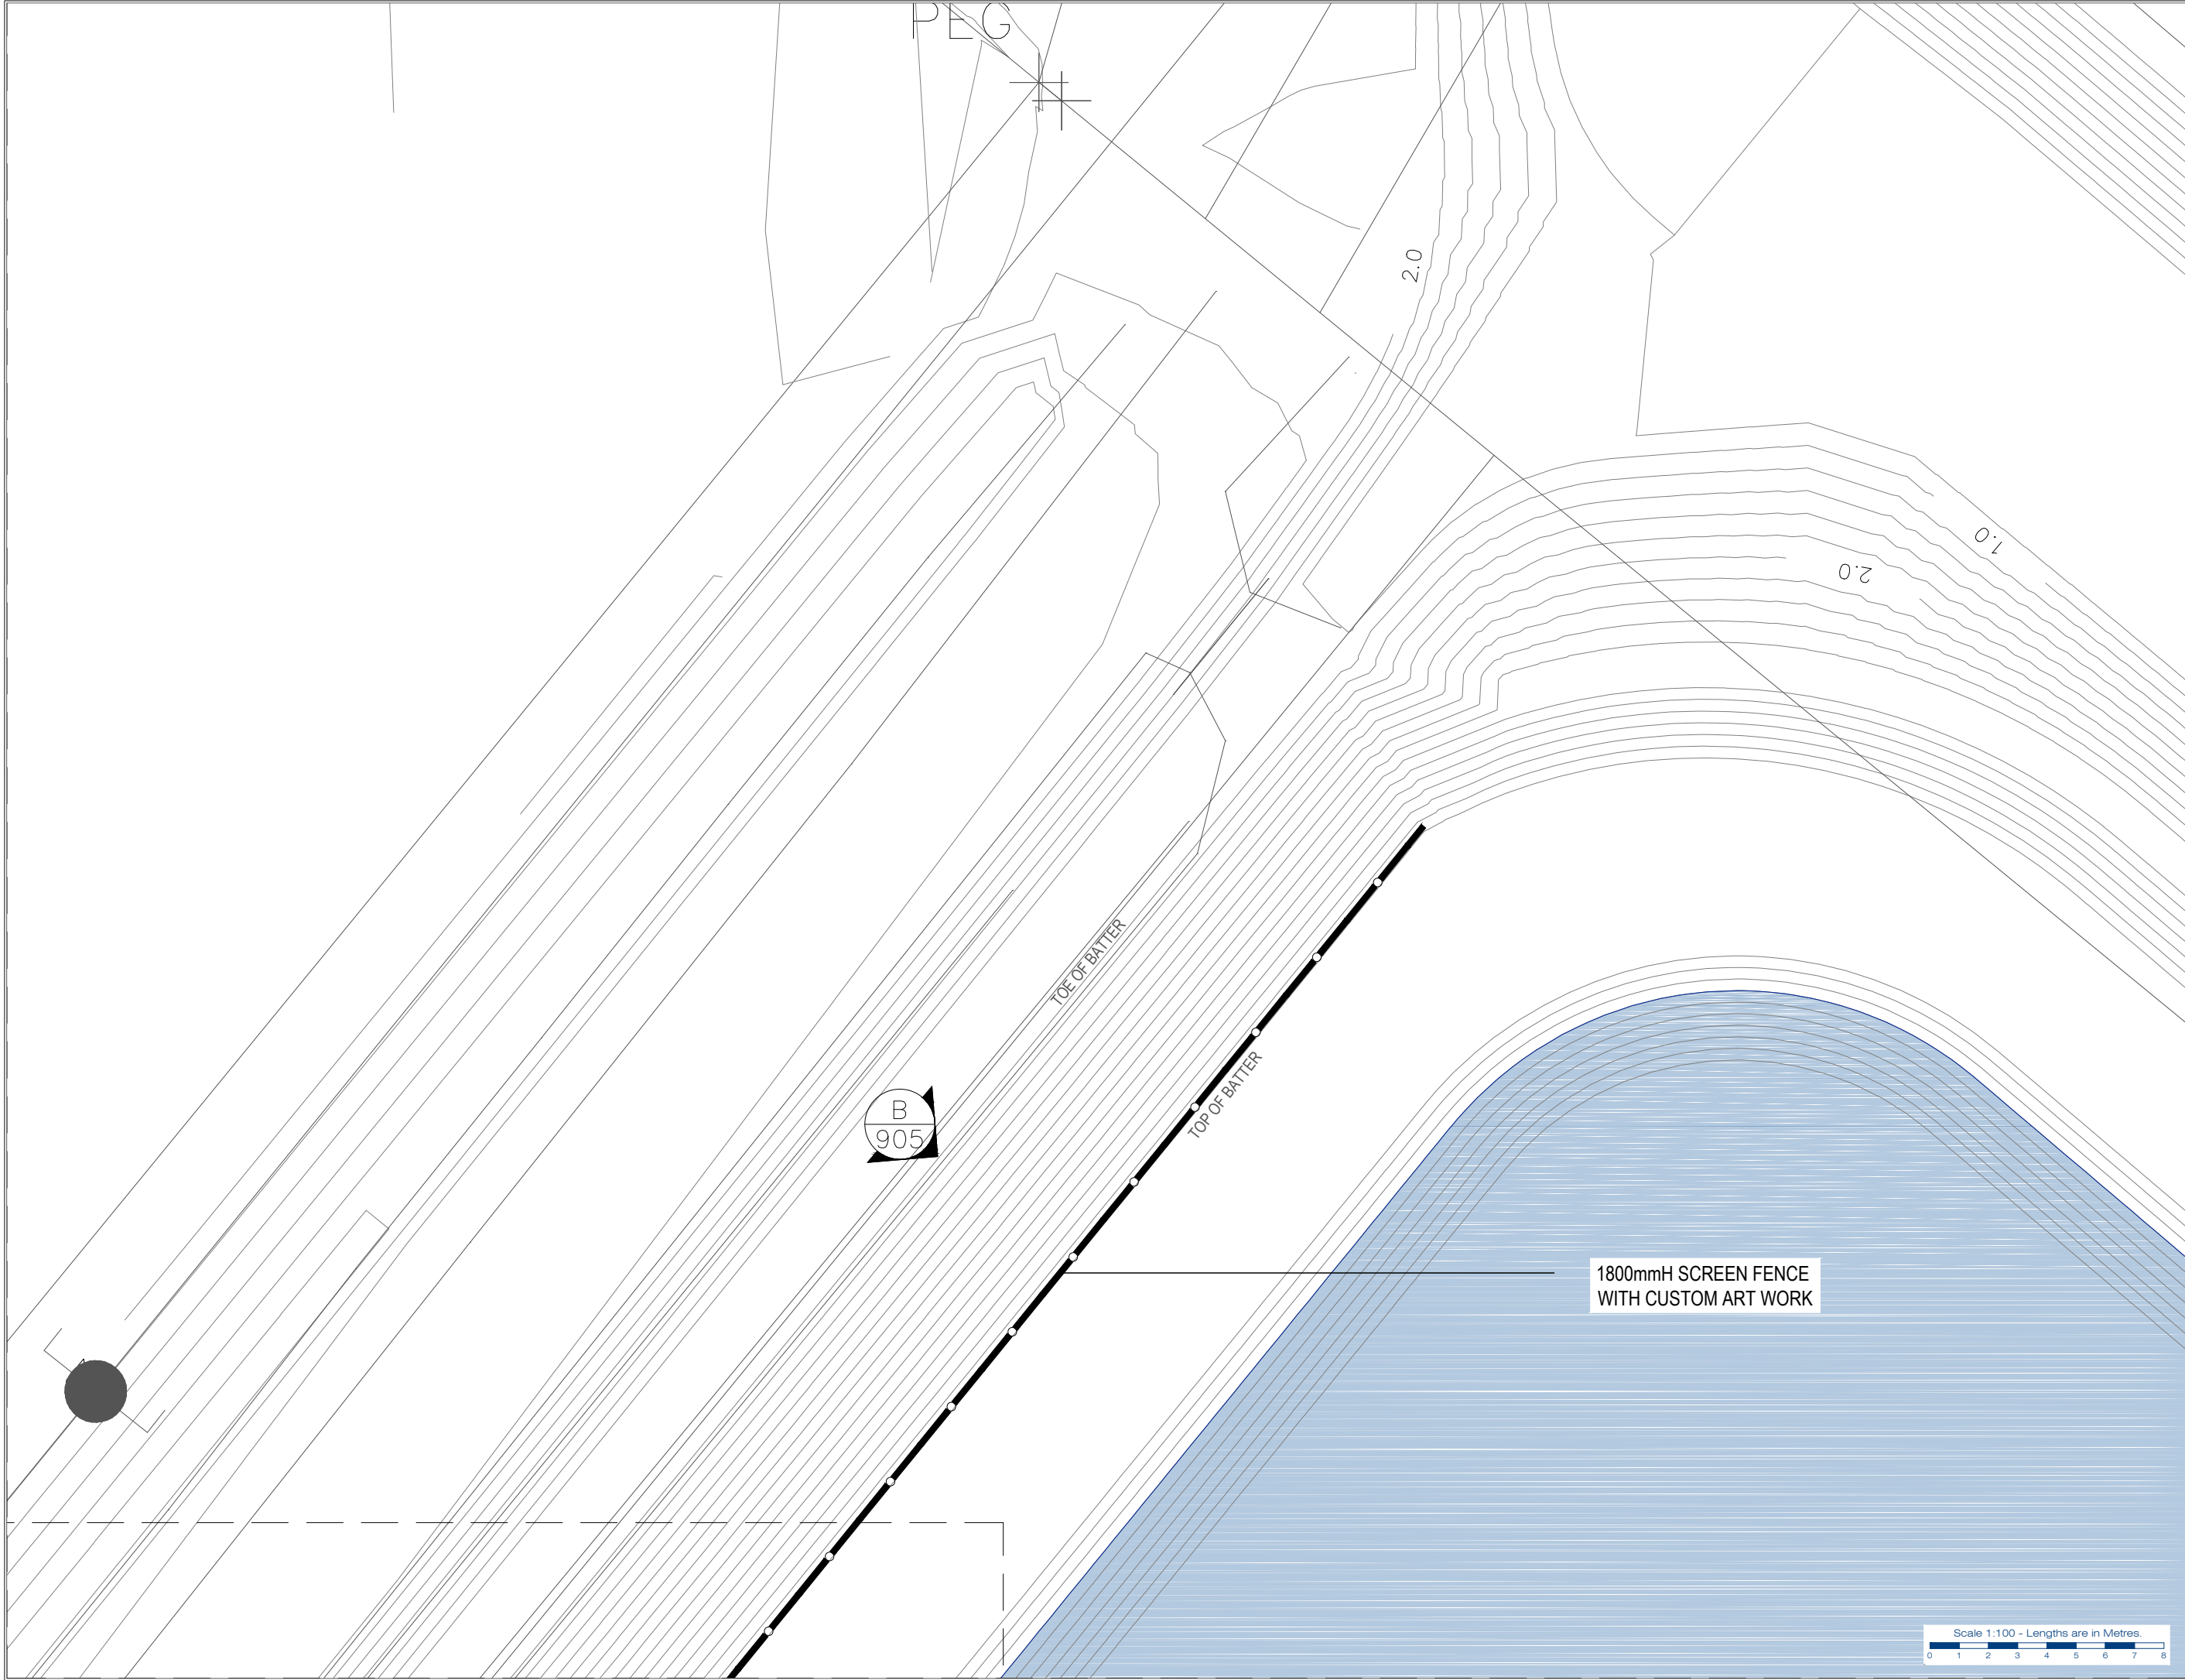 PEG
2.0
1.0
2.0
TOE OF BATTER
TOP OF BATTER
B
905
1800mmH SCREEN FENCE
WITH CUSTOM ART WORK
Scale 1:100 - Lengths are in Metres.
0 1 2 3 4 5 6 7 8